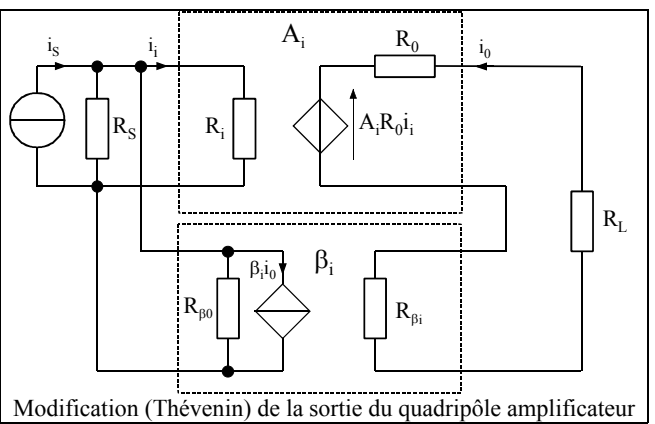 A_i
i_S
i_i
R_0
i_0
R_S
R_i
A_iR_0i_i
R_L
β_ii_0
β_i
R_β0
R_βi
Modification (Thévenin) de la sortie du quadripôle amplificateur